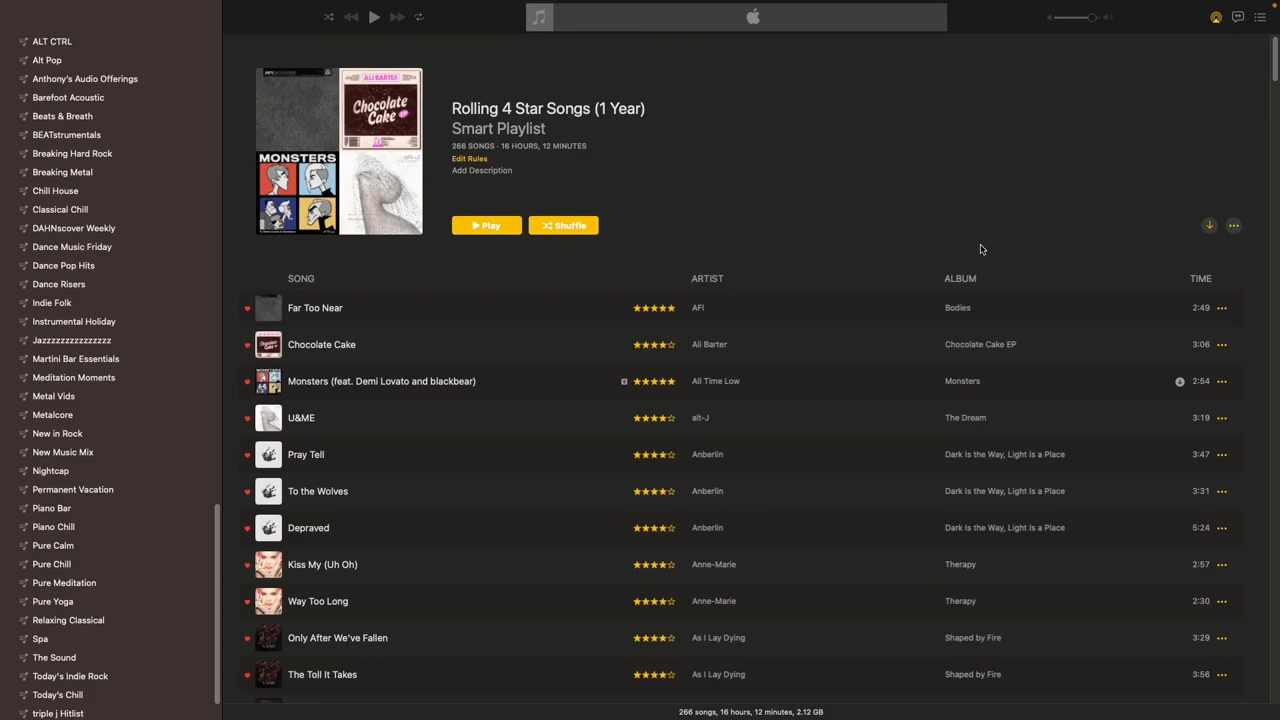 ALT CTRL
Alt Pop
Anthony's Audio Offerings
Barefoot Acoustic
Beats & Breath
BEATstrumentals
Breaking Hard Rock
Breaking Metal
Chill House
Classical Chill
DAHNscover Weekly
Dance Music Friday
Dance Pop Hits
Dance Risers
Indie Folk
Instrumental Holiday
Jazzzzzzzzzzzzzzz
Martini Bar Essentials
Meditation Moments
Metal Vids
Metalcore
New in Rock
New Music Mix
Nightcap
Permanent Vacation
Piano Bar
Piano Chill
Pure Calm
Pure Chill
Pure Meditation
Pure Yoga
Relaxing Classical
Spa
The Sound
Today's Indie Rock
Today's Chill
triple j Hitlist
ALI BARTER
Chocolate Cake
MONSTERS
Rolling 4 Star Songs (1 Year)
Smart Playlist
266 SONGS · 16 HOURS, 12 MINUTES
Edit Rules
Add Description
Play Shuffle
SONG ARTIST ALBUM TIME
Far Too Near ★★★★★ AFI Bodies 2:49
Chocolate Cake ★★★★☆ Ali Barter Chocolate Cake EP 3:06
Monsters (feat. Demi Lovato and blackbear) E ★★★★★ All Time Low Monsters 2:54
U&ME ★★★★☆ alt-J The Dream 3:19
Pray Tell ★★★★☆ Anberlin Dark Is the Way, Light Is a Place 3:47
To the Wolves ★★★★☆ Anberlin Dark Is the Way, Light Is a Place 3:31
Depraved ★★★★☆ Anberlin Dark Is the Way, Light Is a Place 5:24
Kiss My (Uh Oh) ★★★★☆ Anne-Marie Therapy 2:57
Way Too Long ★★★★☆ Anne-Marie Therapy 2:30
Only After We've Fallen ★★★★☆ As I Lay Dying Shaped by Fire 3:29
The Toll It Takes ★★★★☆ As I Lay Dying Shaped by Fire 3:56
266 songs, 16 hours, 12 minutes, 2.12 GB